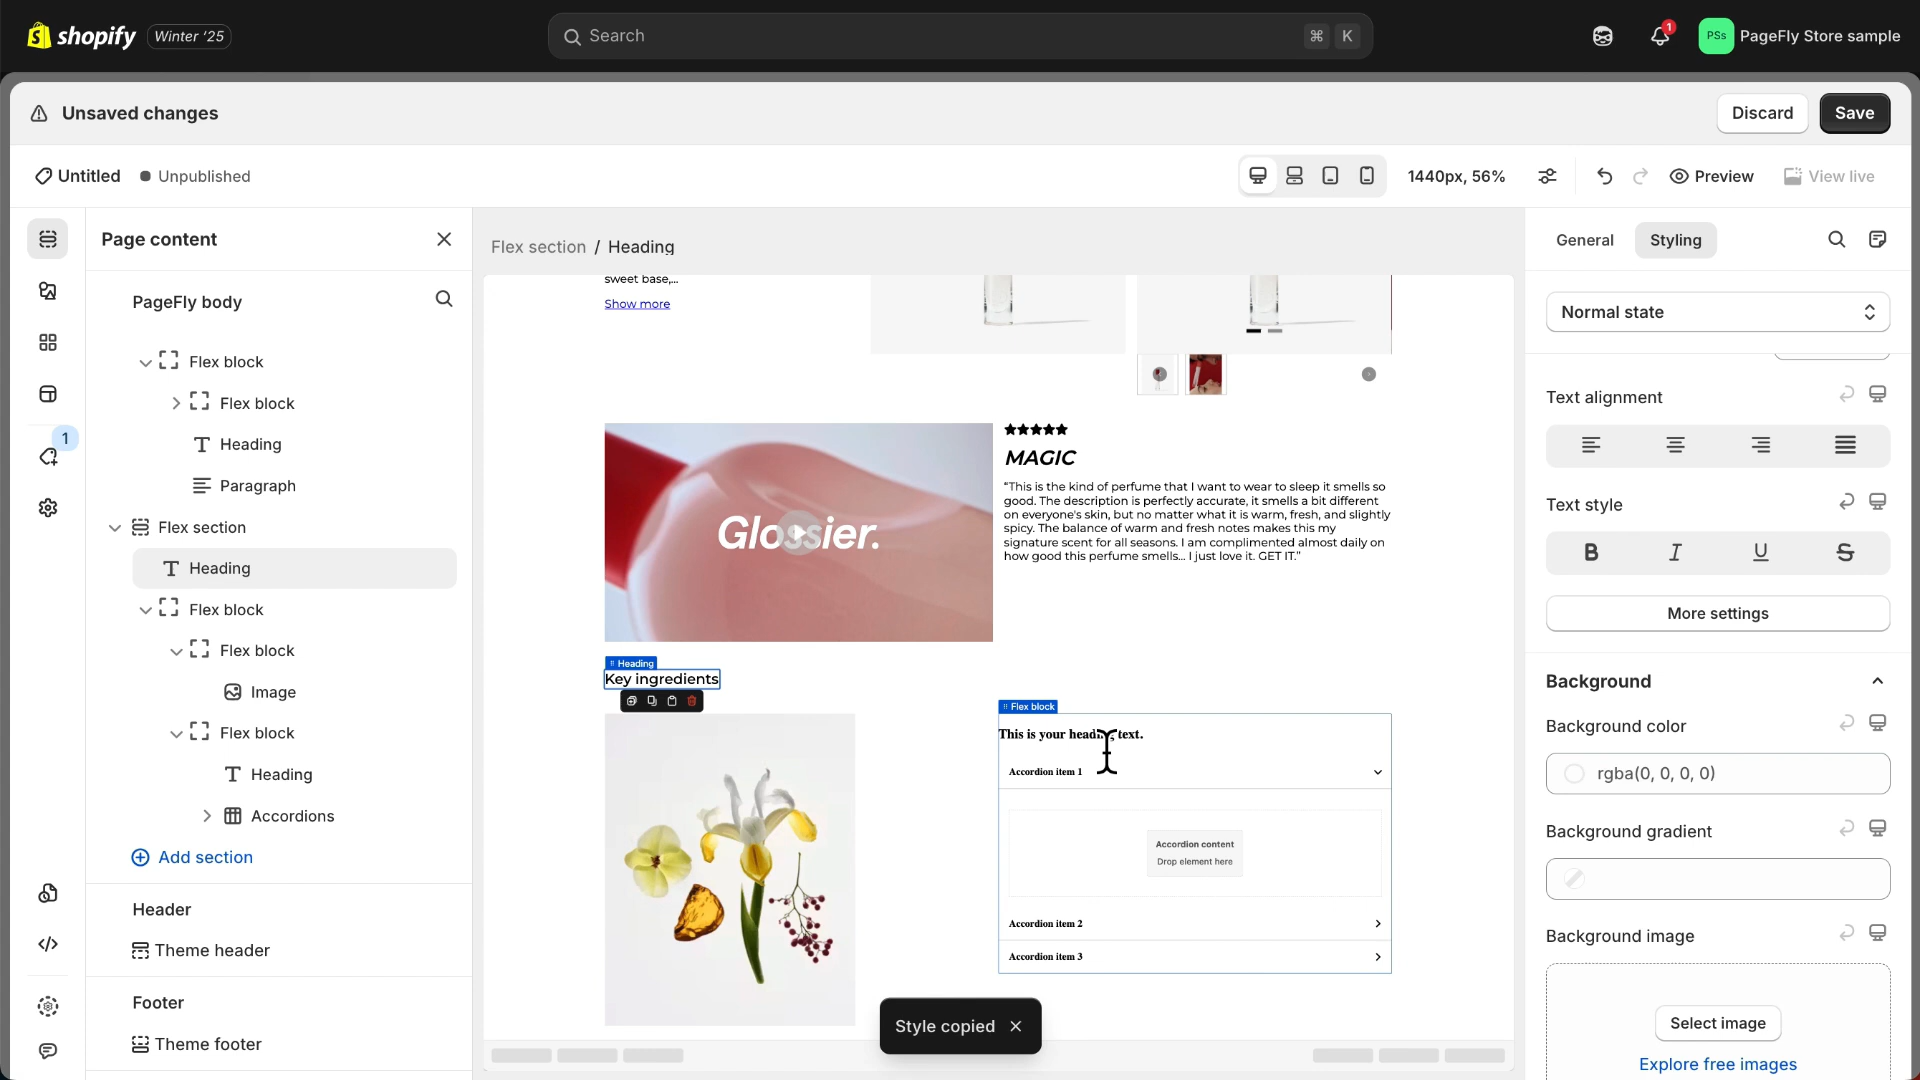 shopify
Winter '25
Search
⌘ K
1
PSs
PageFly Store sample
Unsaved changes
Discard
Save
Untitled
Unpublished
1440px, 56%
Preview
View live
Page content
PageFly body
Flex block
Flex block
Heading
Paragraph
Flex section
Heading
Flex block
Flex block
Image
Flex block
Heading
Accordions
Add section
Header
Theme header
Footer
Theme footer
1
Flex section / Heading
sweet base,...
Show more
Glossier.
MAGIC
"This is the kind of perfume that I want to wear to sleep it smells so
good. The description is perfectly accurate, it smells a bit different
on everyone's skin, but no matter what it is warm, fresh, and slightly
spicy. The balance of warm and fresh notes makes this my
signature scent for all seasons. I am complimented almost daily on
how good this perfume smells... I just love it. GET IT."
Heading
Key ingredients
Flex block
This is your heading text.
Accordion item 1
Accordion content
Drop element here
Accordion item 2
Accordion item 3
Style copied
General
Styling
Normal state
Text alignment
Text style
B I U S
More settings
Background
Background color
rgba(0, 0, 0, 0)
Background gradient
Background image
Select image
Explore free images